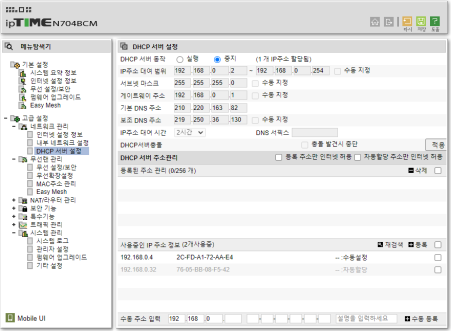 ipTIME N704BCM
캡쳐 저장 도움
메뉴탐색기
기본 설정
시스템 요약 정보
인터넷 설정 정보
무선 설정/보안
펌웨어 업그레이드
Easy Mesh
고급 설정
네트워크 관리
인터넷 설정 정보
내부 네트워크 설정
DHCP 서버 설정
무선랜 관리
무선 설정/보안
무선확장설정
MAC주소 관리
Easy Mesh
NAT/라우터 관리
보안 기능
특수기능
트래픽 관리
시스템 관리
시스템 로그
관리자 설정
펌웨어 업그레이드
기타 설정
Mobile UI
DHCP 서버 설정
DHCP 서버 동작 실행 중지 (1 개 IP주소 할당됨)
IP주소 대여 범위 192 .168 .0 .2 ~ 192 .168 .0 .254 수동 지정
서브넷 마스크 255 .255 .255 .0 수동 지정
게이트웨이 주소 192 .168 .0 .1 수동 지정
기본 DNS 주소 210 .220 .163 .82
보조 DNS 주소 219 .250 .36 .130 수동 지정
IP주소 대여 시간 2시간 DNS 서픽스
DHCP서버충돌 충돌 발견시 중단 적용
DHCP 서버 주소관리 등록 주소만 인터넷 허용 자동할당 주소만 인터넷 허용
등록된 주소 관리 (0/256 개) 삭제
사용중인 IP 주소 정보 (2개사용중) 재검색 등록
192.168.0.4 2C-FD-A1-72-AA-E4 -- :수동설정
192.168.0.32 76-05-BB-08-F5-42 -- :자동할당
수동 주소 입력 192 .168 .0 . - - - - - 설명을 입력하세요 수동 등록